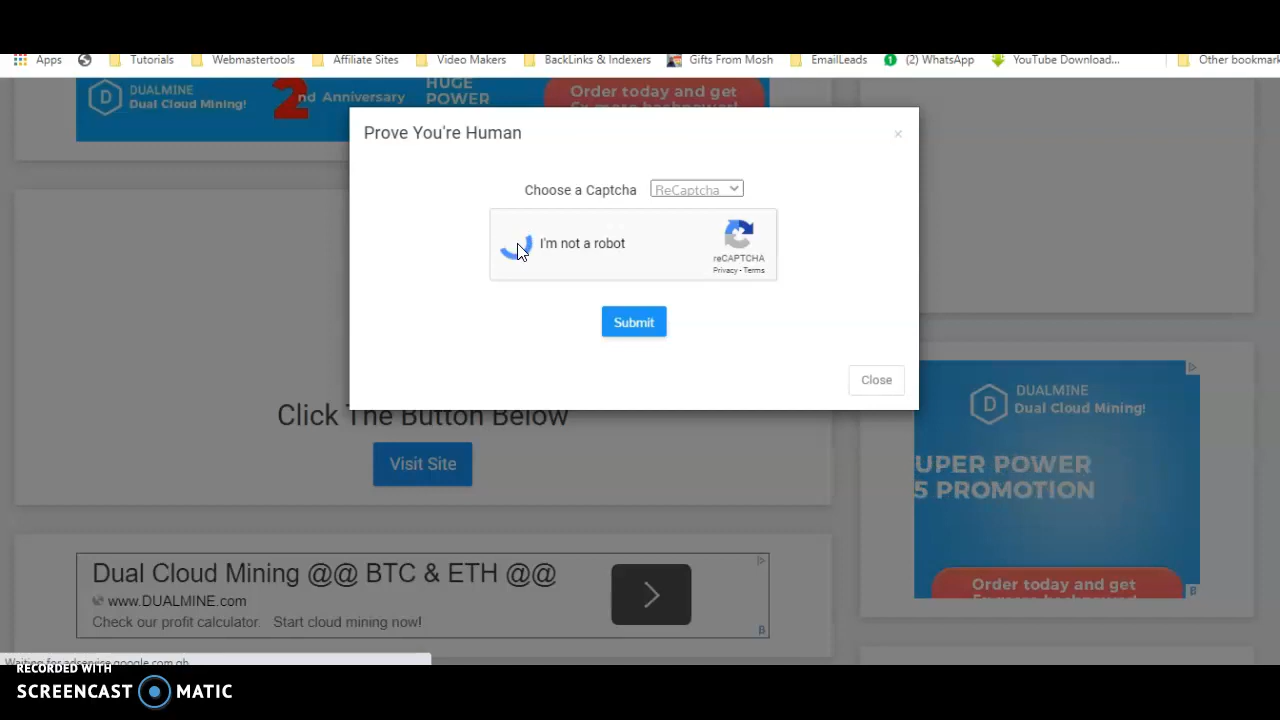 Apps Tutorials Webmastertools Affiliate Sites Video Makers BackLinks & Indexers Gifts From Mosh EmailLeads 1 (2) WhatsApp YouTube Download... Other bookmark
DUALMINE
Dual Cloud Mining!
2nd Anniversary
HUGE
POWER
Order today and get
Prove You're Human
×
Choose a Captcha ReCaptcha
I'm not a robot
reCAPTCHA
Privacy - Terms
Submit
Close
Click The Button Below
Visit Site
DUALMINE
Dual Cloud Mining!
UPER POWER
5 PROMOTION
Order today and get
Dual Cloud Mining @@ BTC & ETH @@
www.DUALMINE.com
Check our profit calculator. Start cloud mining now!
RECORDED WITH
SCREENCAST MATIC